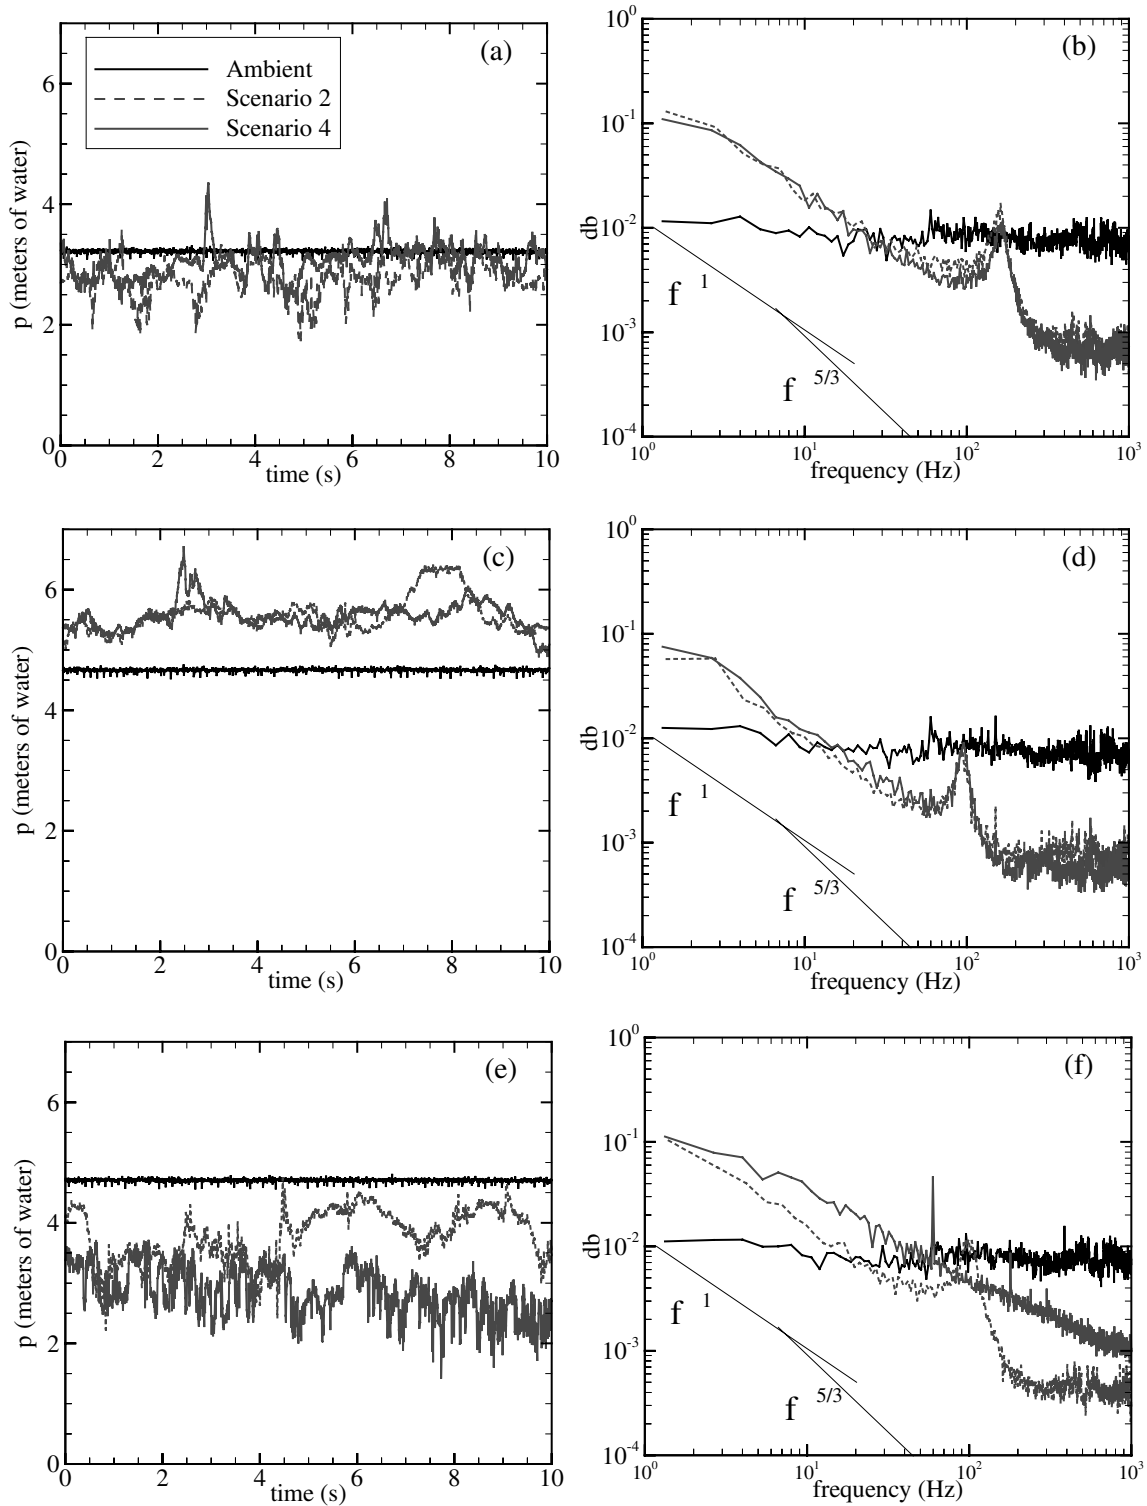 (a)
Ambient
Scenario 2
Scenario 4
p (meters of water)
6
4
2
0
0 2 4 6 8 10
time (s)
(b)
db
10^0
10^-1
10^-2
10^-3
10^-4
f 1
f 5/3
10^0 10^1 10^2 10^3
frequency (Hz)
(c)
p (meters of water)
6
4
2
0
0 2 4 6 8 10
time (s)
(d)
db
10^0
10^-1
10^-2
10^-3
10^-4
f 1
f 5/3
10^0 10^1 10^2 10^3
frequency (Hz)
(e)
p (meters of water)
6
4
2
0
0 2 4 6 8 10
time (s)
(f)
db
10^0
10^-1
10^-2
10^-3
10^-4
f 1
f 5/3
10^0 10^1 10^2 10^3
frequency (Hz)